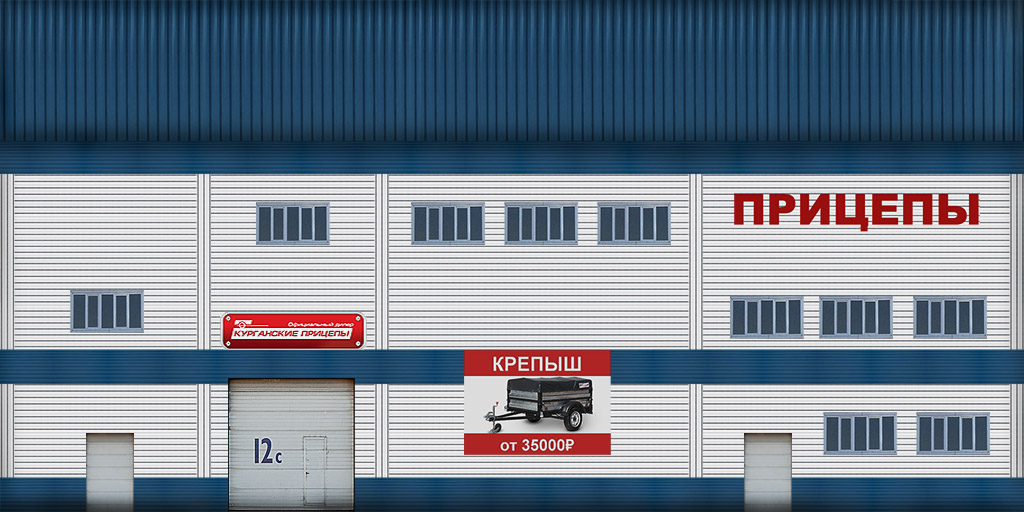 ПРИЦЕПЫ
Официальный дилер
КУРГАНСКИЕ ПРИЦЕПЫ
КРЕПЫШ
от 35000₽
12с